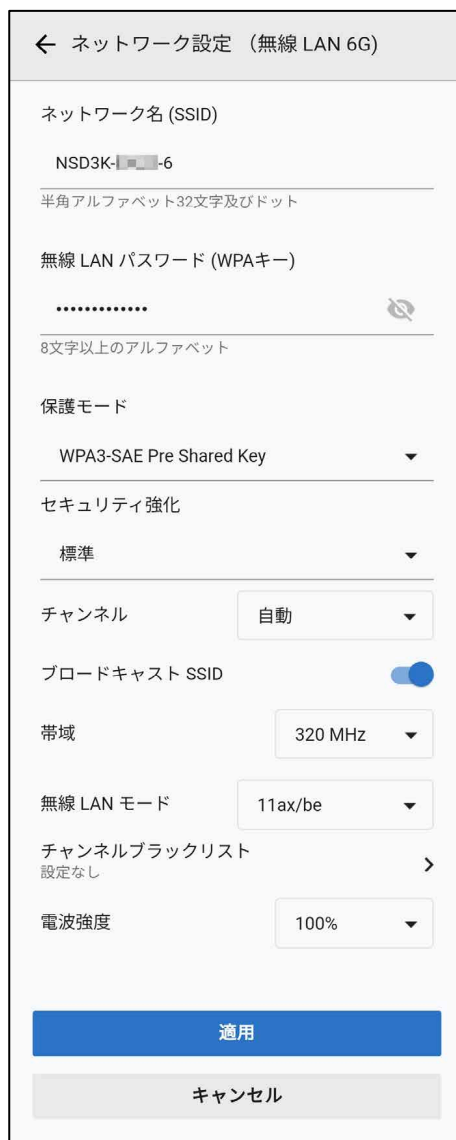 ネットワーク設定 （無線 LAN 6G)
ネットワーク名 (SSID)
NSD3K- -6
半角アルファベット32文字及びドット
無線 LAN パスワード (WPAキー)
•••••••••••••
8文字以上のアルファベット
保護モード
WPA3-SAE Pre Shared Key
セキュリティ強化
標準
チャンネル 自動
ブロードキャスト SSID
帯域 320 MHz
無線 LAN モード 11ax/be
チャンネルブラックリスト
設定なし
電波強度 100%
適用
キャンセル